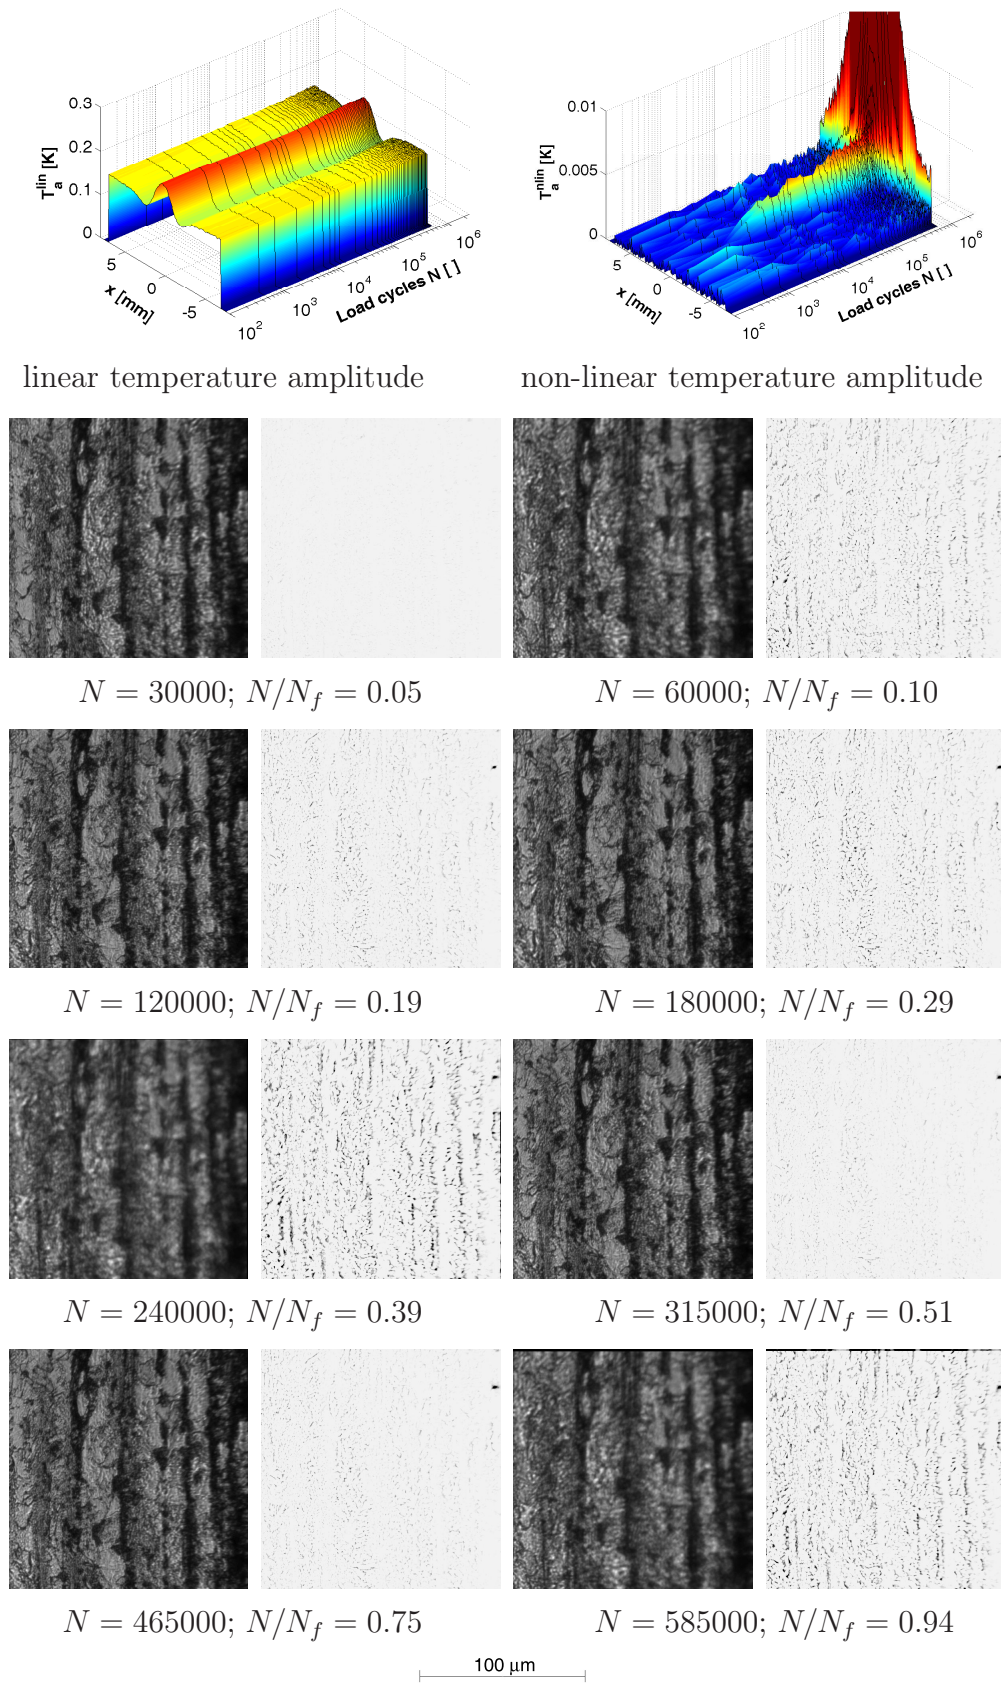 0.3
0.2
0.1
0
T_a^lin [K]
5
0
-5
x [mm]
10^2
10^3
10^4
10^5
10^6
Load cycles N [ ]
0.01
0.005
0
T_a^nlin [K]
5
0
-5
x [mm]
10^2
10^3
10^4
10^5
10^6
Load cycles N [ ]
linear temperature amplitude
non-linear temperature amplitude
N = 30000; N/N_f = 0.05
N = 60000; N/N_f = 0.10
N = 120000; N/N_f = 0.19
N = 180000; N/N_f = 0.29
N = 240000; N/N_f = 0.39
N = 315000; N/N_f = 0.51
N = 465000; N/N_f = 0.75
N = 585000; N/N_f = 0.94
100 µm